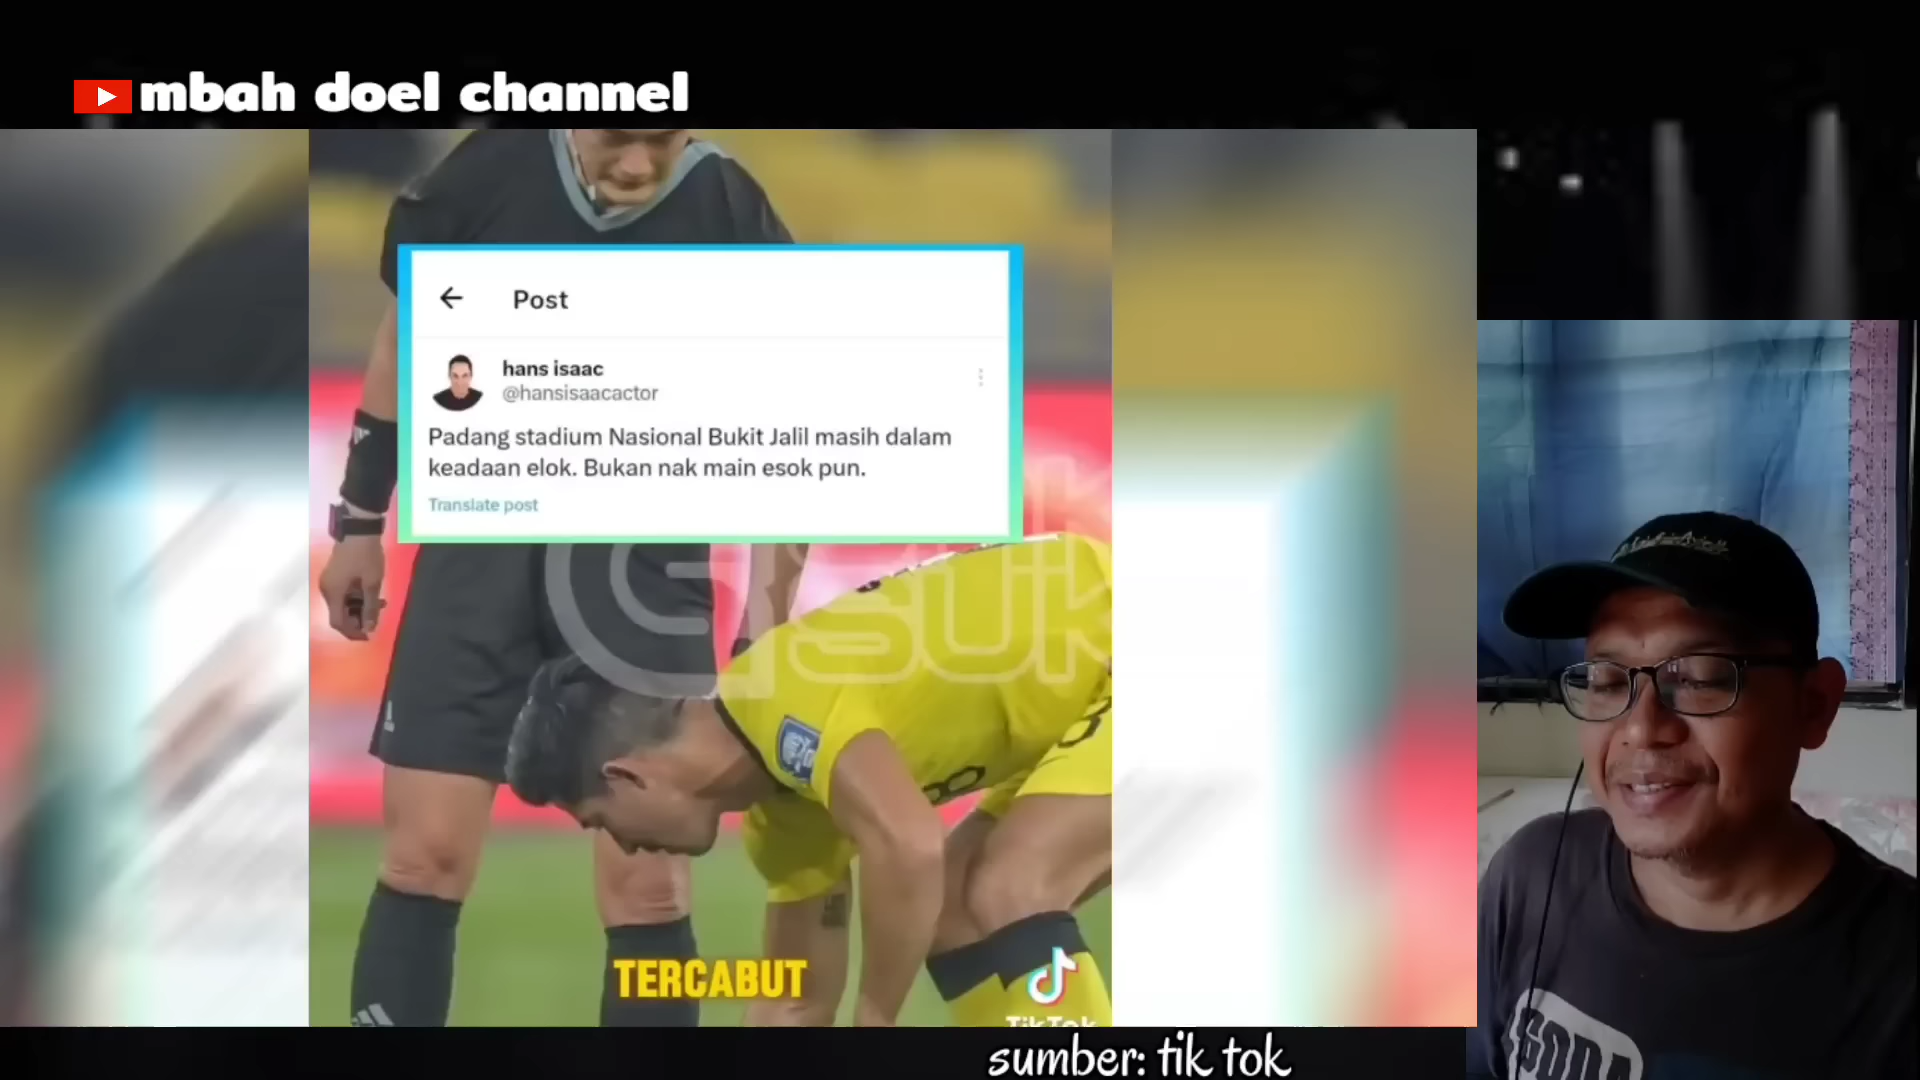 mbah doel channel
Post
hans isaac
@hansisaacactor
Padang stadium Nasional Bukit Jalil masih dalam
keadaan elok. Bukan nak main esok pun.
Translate post
TERCABUT
TikTok
sumber: tik tok